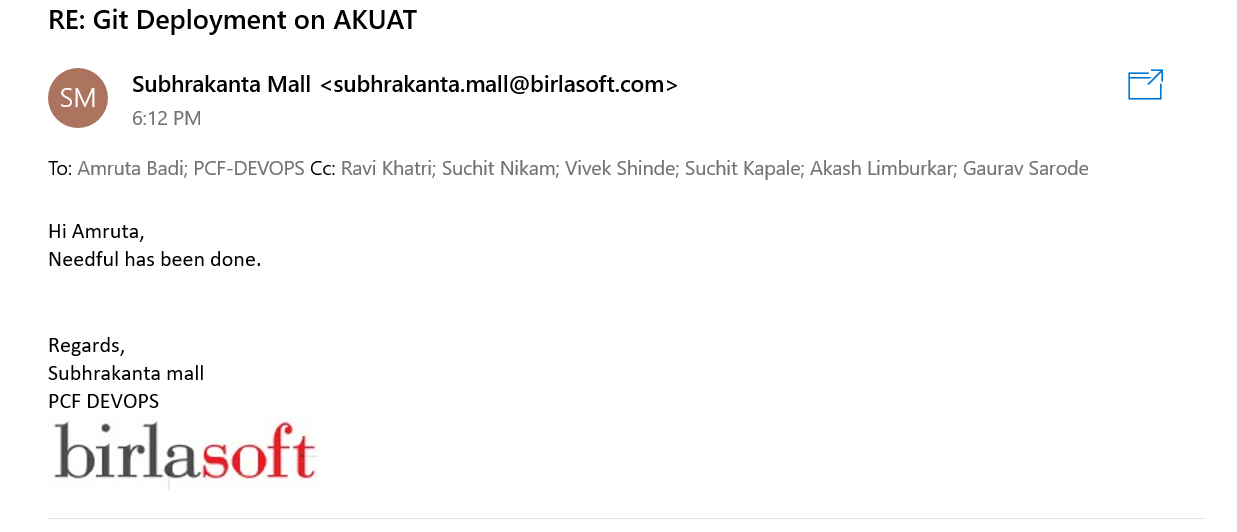 RE: Git Deployment on AKUAT
SM
Subhrakanta Mall <subhrakanta.mall@birlasoft.com>
6:12 PM
To: Amruta Badi; PCF-DEVOPS Cc: Ravi Khatri; Suchit Nikam; Vivek Shinde; Suchit Kapale; Akash Limburkar; Gaurav Sarode
Hi Amruta,
Needful has been done.
Regards,
Subhrakanta mall
PCF DEVOPS
birlasoft